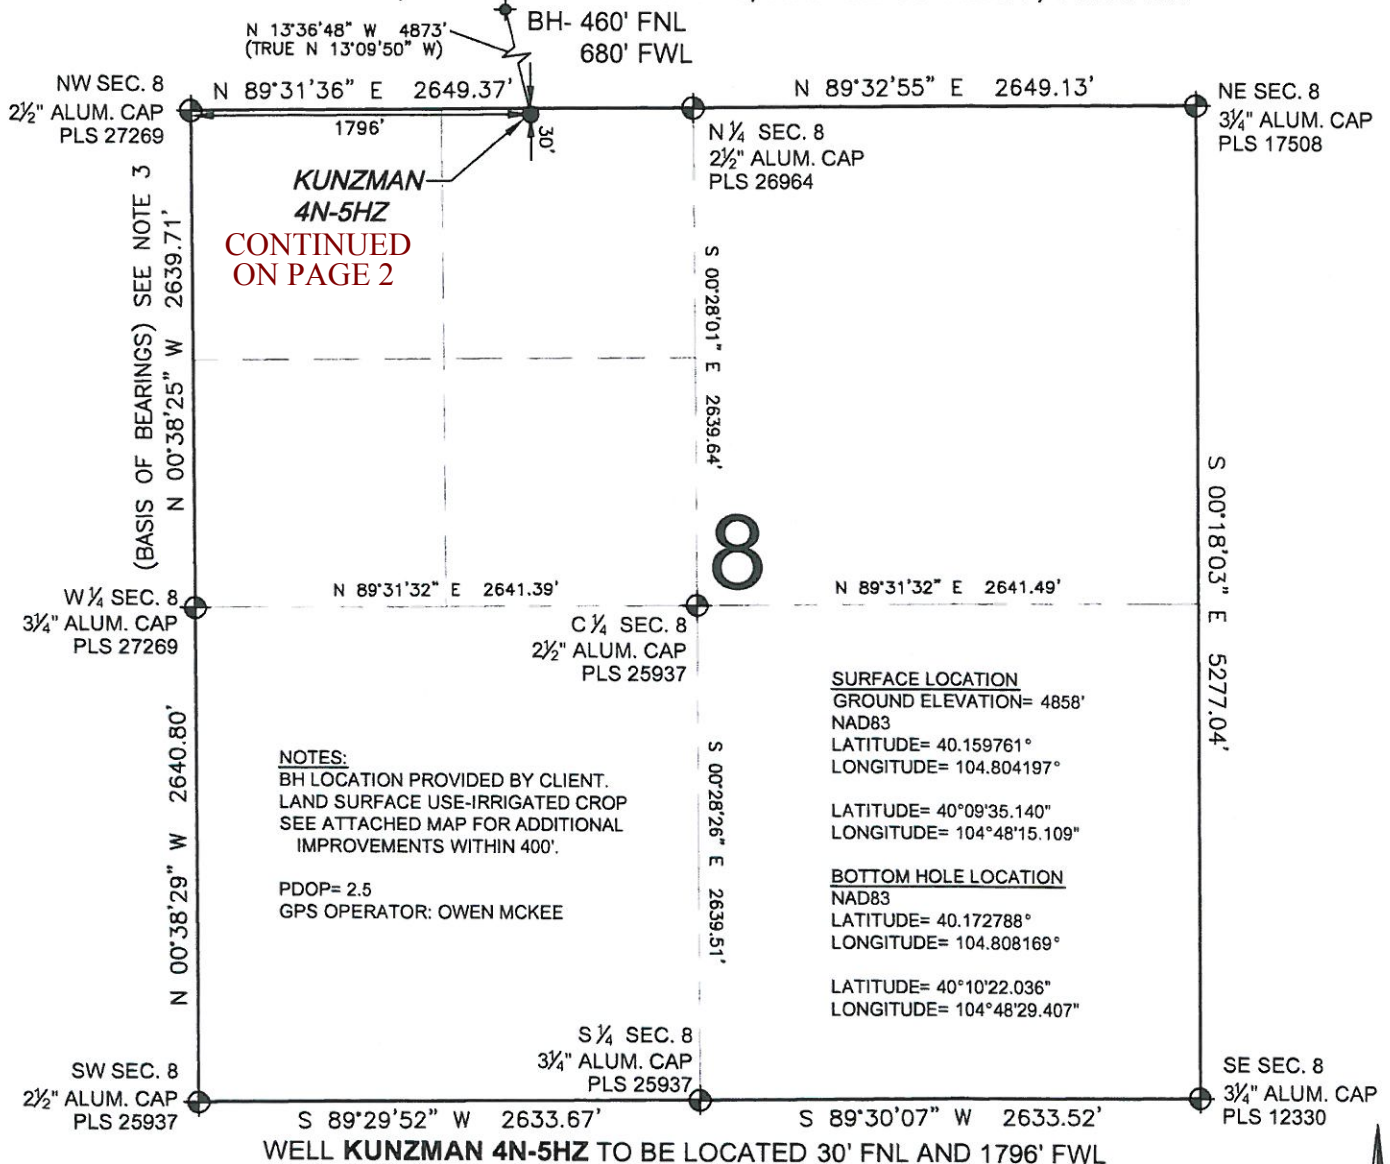 BH- 460' FNL
680' FWL
N 13°36'48" W 4873'
(TRUE N 13°09'50" W)
NW SEC. 8
2½" ALUM. CAP
PLS 27269
N 89°31'36" E 2649.37'
N 89°32'55" E 2649.13'
NE SEC. 8
3¼" ALUM. CAP
PLS 17508
1796'
30'
N ¼ SEC. 8
2½" ALUM. CAP
PLS 26964
KUNZMAN
4N-5HZ
CONTINUED
ON PAGE 2
(BASIS OF BEARINGS) SEE NOTE 3
N 00°38'25" W 2639.71'
S 00°28'01" E 2639.64'
8
S 00°18'03" E 5277.04'
N 89°31'32" E 2641.39'
N 89°31'32" E 2641.49'
W ¼ SEC. 8
3¼" ALUM. CAP
PLS 27269
C ¼ SEC. 8
2½" ALUM. CAP
PLS 25937
N 00°38'29" W 2640.80'
NOTES:
BH LOCATION PROVIDED BY CLIENT.
LAND SURFACE USE-IRRIGATED CROP
SEE ATTACHED MAP FOR ADDITIONAL
IMPROVEMENTS WITHIN 400'.
PDOP= 2.5
GPS OPERATOR: OWEN MCKEE
S 00°28'26" E 2639.51'
SURFACE LOCATION
GROUND ELEVATION= 4858'
NAD83
LATITUDE= 40.159761°
LONGITUDE= 104.804197°
LATITUDE= 40°09'35.140"
LONGITUDE= 104°48'15.109"
BOTTOM HOLE LOCATION
NAD83
LATITUDE= 40.172788°
LONGITUDE= 104.808169°
LATITUDE= 40°10'22.036"
LONGITUDE= 104°48'29.407"
SW SEC. 8
2½" ALUM. CAP
PLS 25937
S ¼ SEC. 8
3¼" ALUM. CAP
PLS 25937
SE SEC. 8
3¼" ALUM. CAP
PLS 12330
S 89°29'52" W 2633.67'
S 89°30'07" W 2633.52'
WELL KUNZMAN 4N-5HZ TO BE LOCATED 30' FNL AND 1796' FWL